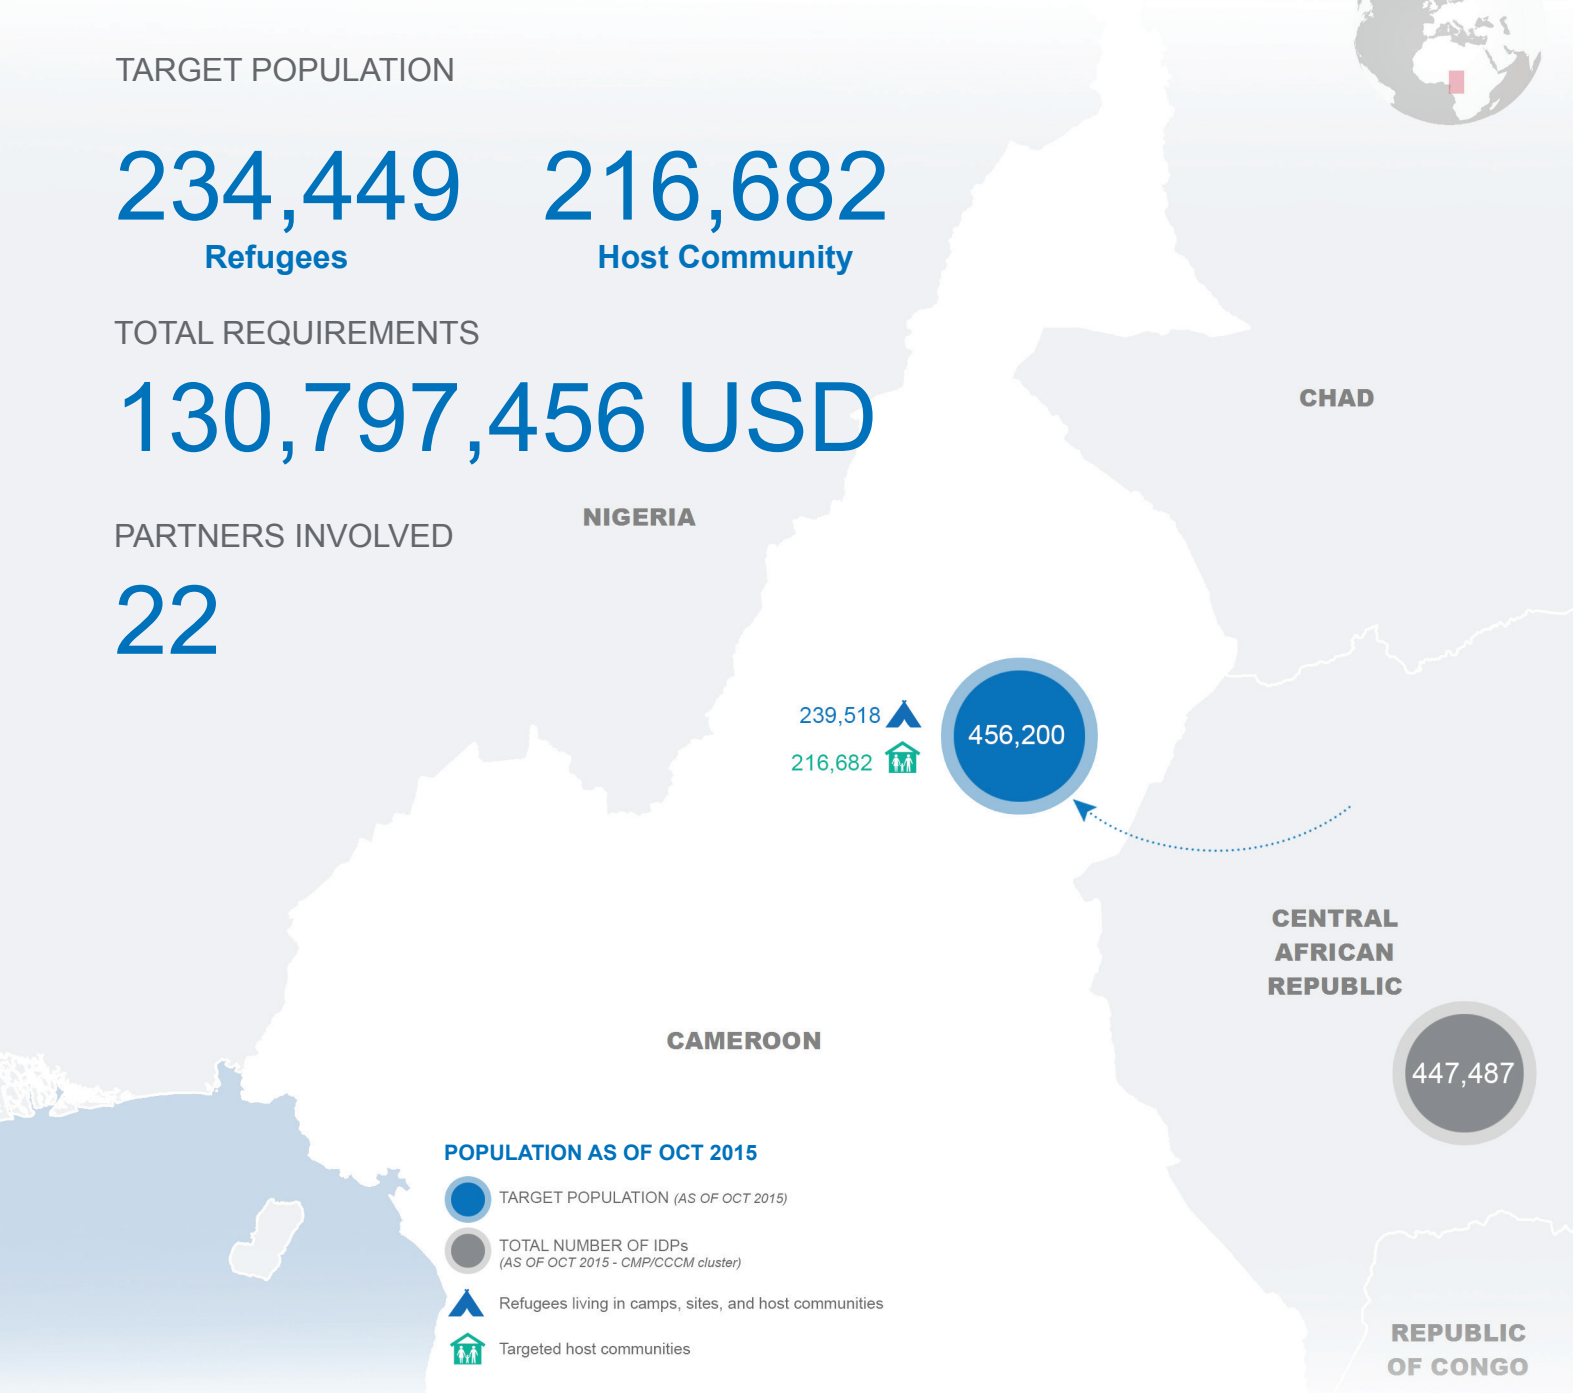 TARGET POPULATION
234,449 216,682
Refugees Host Community
TOTAL REQUIREMENTS
130,797,456 USD
CHAD
NIGERIA
PARTNERS INVOLVED
22
239,518
456,200
216,682
CENTRAL
AFRICAN
REPUBLIC
CAMEROON
447,487
POPULATION AS OF OCT 2015
TARGET POPULATION (AS OF OCT 2015)
TOTAL NUMBER OF IDPs
(AS OF OCT 2015 - CMP/CCCM cluster)
Refugees living in camps, sites, and host communities
Targeted host communities
REPUBLIC
OF CONGO